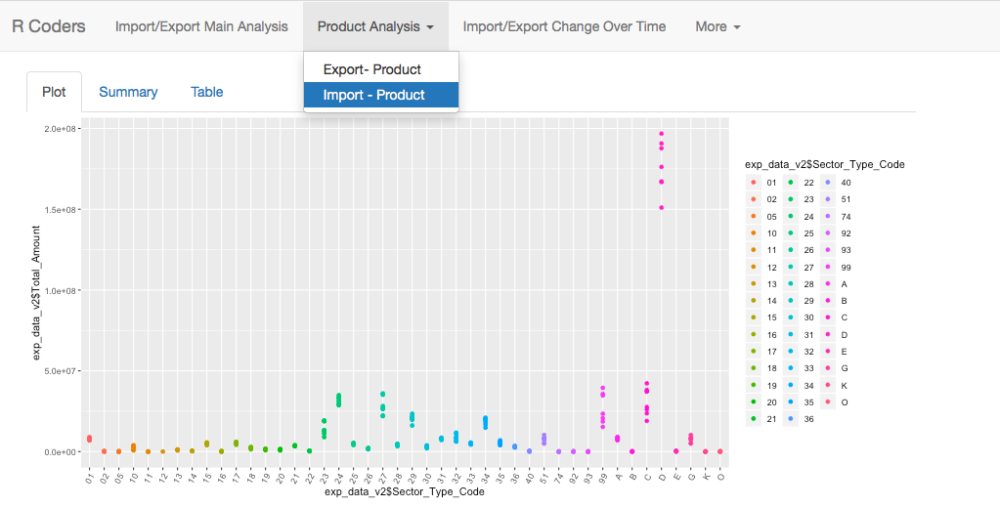 R Coders Import/Export Main Analysis Product Analysis Import/Export Change Over Time More
Export- Product
Import - Product
Plot Summary Table
exp_data_v2$Total_Amount
2.0e+08
1.5e+08
1.0e+08
5.0e+07
0.0e+00
01 02 05 10 11 12 13 14 15 16 17 18 19 20 21 22 23 24 25 26 27 28 29 30 31 32 33 34 35 36 40 51 74 92 93 99 A B C D E G K O
exp_data_v2$Sector_Type_Code
exp_data_v2$Sector_Type_Code
01 22 40
02 23 51
05 24 74
10 25 92
11 26 93
12 27 99
13 28 A
14 29 B
15 30 C
16 31 D
17 32 E
18 33 G
19 34 K
20 35 O
21 36